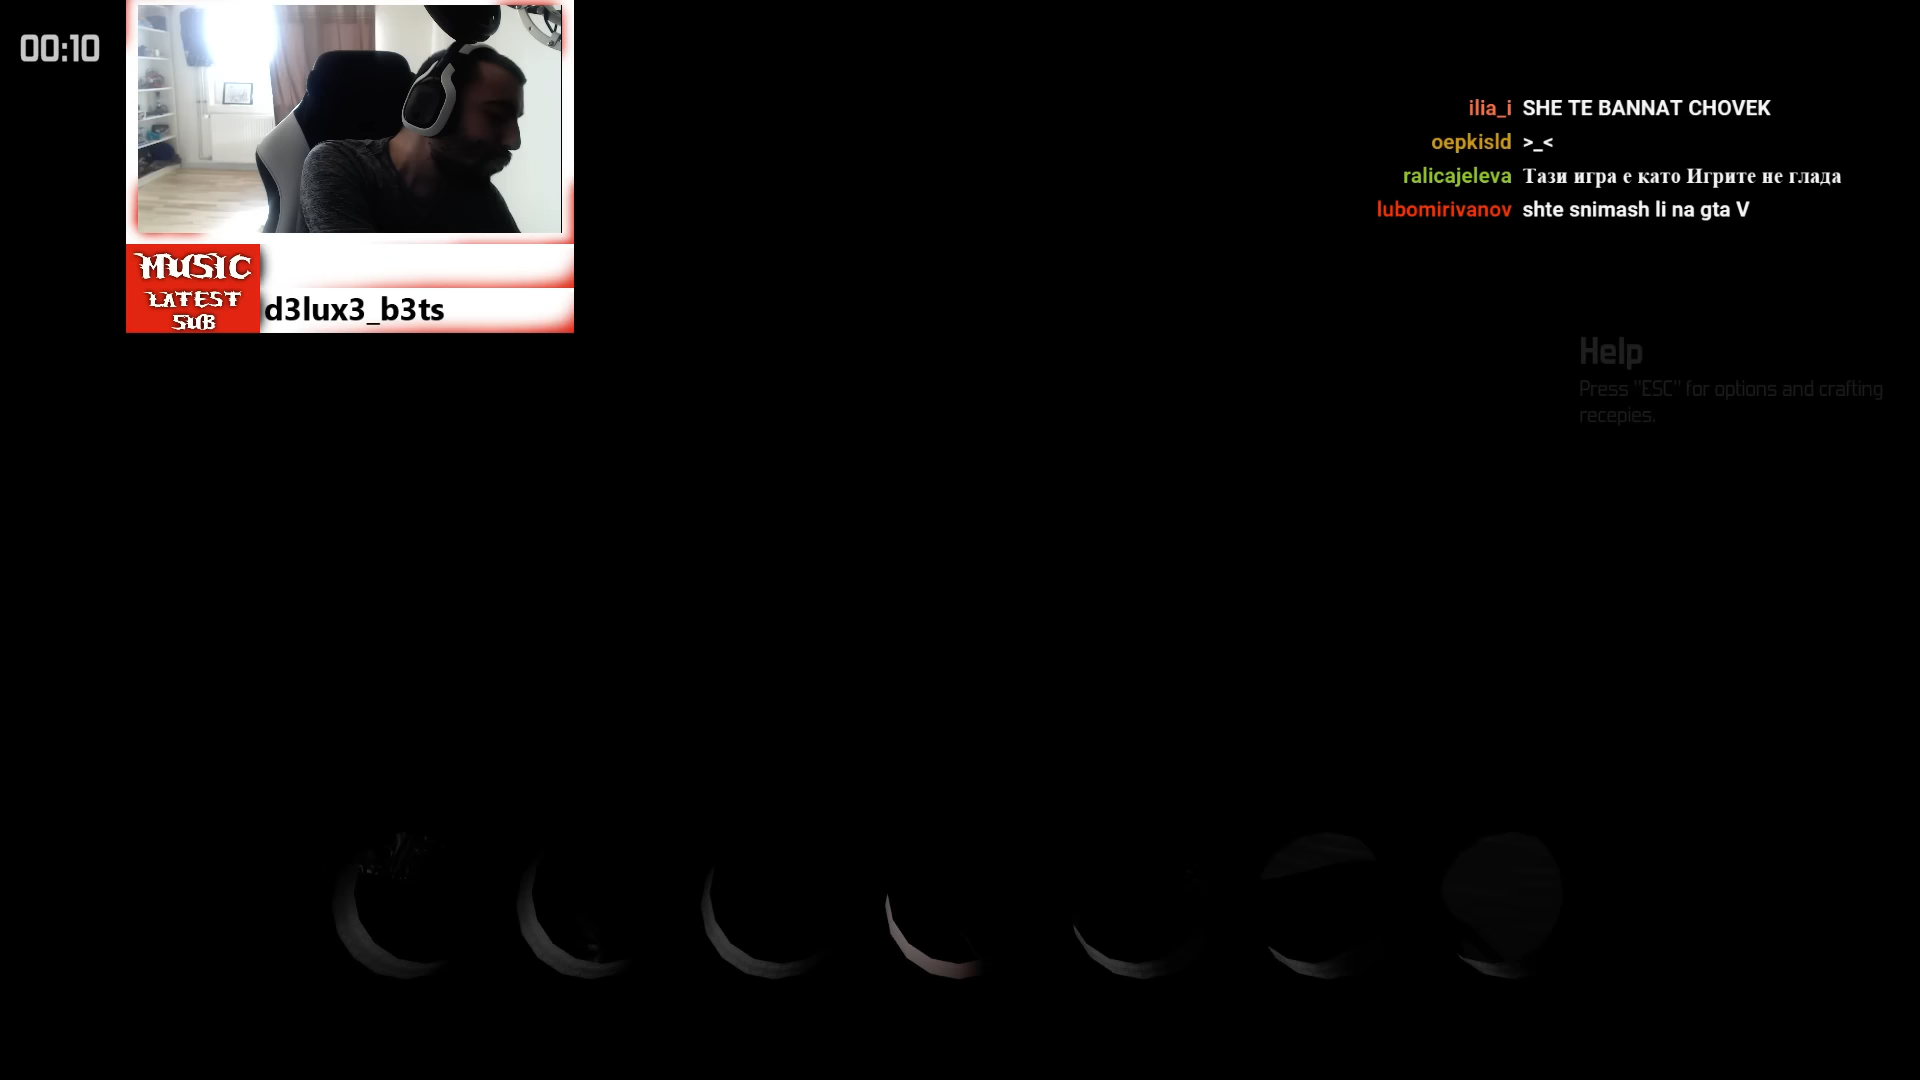 00:10
MUSIC
LATEST
SUB
d3lux3_b3ts
ilia_i SHE TE BANNAT CHOVEK
oepkisld >_<
ralicajeleva Тази игра е като Игрите не глада
lubomirivanov shte snimash li na gta V
Help
Press "ESC" for options and crafting
recepies.